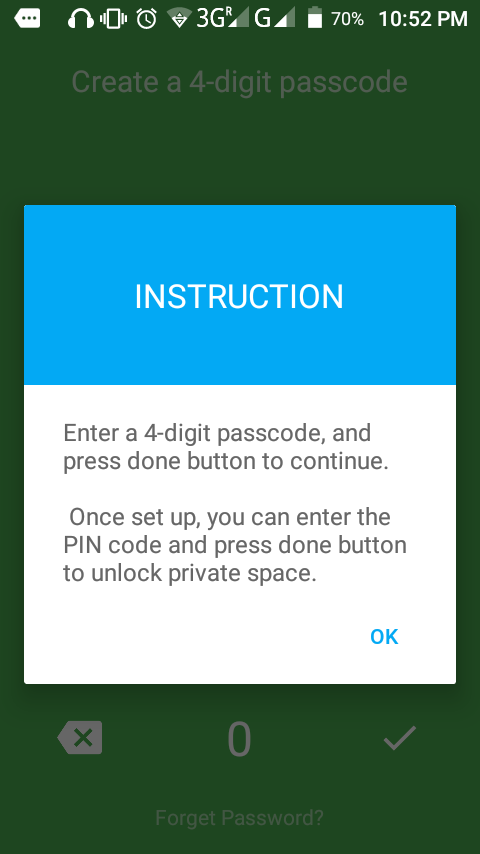 3G R G 70% 10:52 PM
Create a 4-digit passcode
INSTRUCTION
Enter a 4-digit passcode, and
press done button to continue.
Once set up, you can enter the
PIN code and press done button
to unlock private space.
OK
0
Forget Password?